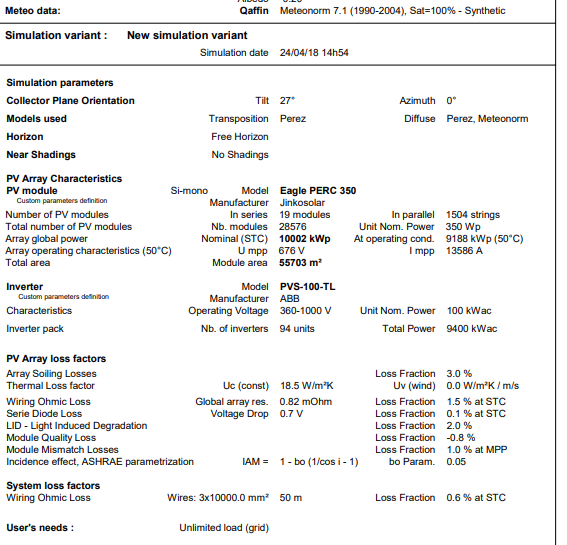 Meteo data: Qaffin Meteonorm 7.1 (1990-2004), Sat=100% - Synthetic
Simulation variant : New simulation variant
Simulation date 24/04/18 14h54
Simulation parameters
Collector Plane Orientation Tilt 27° Azimuth 0°
Models used Transposition Perez Diffuse Perez, Meteonorm
Horizon Free Horizon
Near Shadings No Shadings
PV Array Characteristics
PV module Si-mono Model Eagle PERC 350
Custom parameters definition Manufacturer Jinkosolar
Number of PV modules In series 19 modules In parallel 1504 strings
Total number of PV modules Nb. modules 28576 Unit Nom. Power 350 Wp
Array global power Nominal (STC) 10002 kWp At operating cond. 9188 kWp (50°C)
Array operating characteristics (50°C) U mpp 676 V I mpp 13586 A
Total area Module area 55703 m²
Inverter Model PVS-100-TL
Custom parameters definition Manufacturer ABB
Characteristics Operating Voltage 360-1000 V Unit Nom. Power 100 kWac
Inverter pack Nb. of inverters 94 units Total Power 9400 kWac
PV Array loss factors
Array Soiling Losses Loss Fraction 3.0 %
Thermal Loss factor Uc (const) 18.5 W/m²K Uv (wind) 0.0 W/m²K / m/s
Wiring Ohmic Loss Global array res. 0.82 mOhm Loss Fraction 1.5 % at STC
Serie Diode Loss Voltage Drop 0.7 V Loss Fraction 0.1 % at STC
LID - Light Induced Degradation Loss Fraction 2.0 %
Module Quality Loss Loss Fraction -0.8 %
Module Mismatch Losses Loss Fraction 1.0 % at MPP
Incidence effect, ASHRAE parametrization IAM = 1 - bo (1/cos i - 1) bo Param. 0.05
System loss factors
Wiring Ohmic Loss Wires: 3x10000.0 mm² 50 m Loss Fraction 0.6 % at STC
User's needs : Unlimited load (grid)